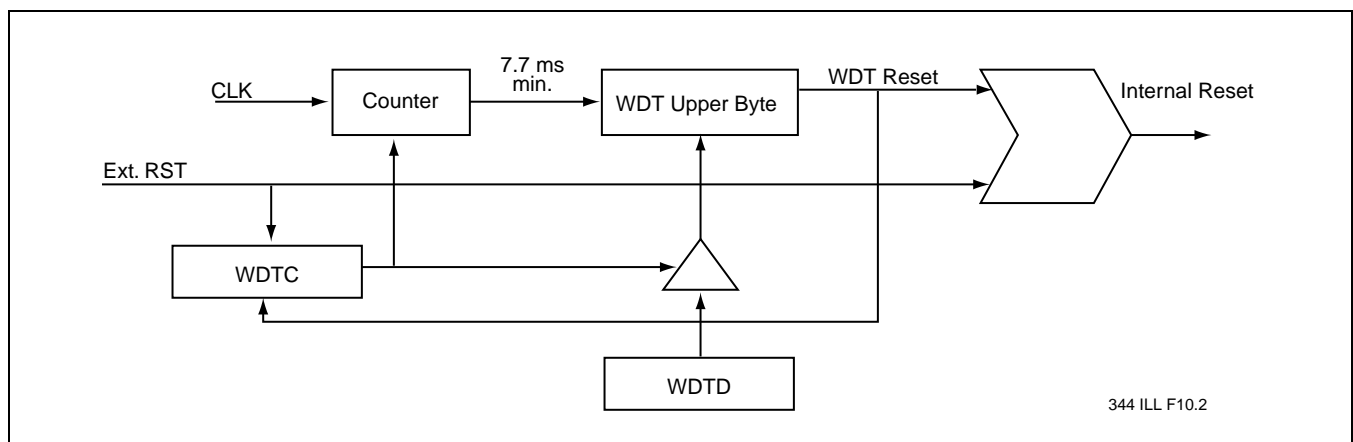 7.7 ms
min.
WDT Reset
CLK
Counter
WDT Upper Byte
Internal Reset
Ext. RST
WDTC
WDTD
344 ILL F10.2